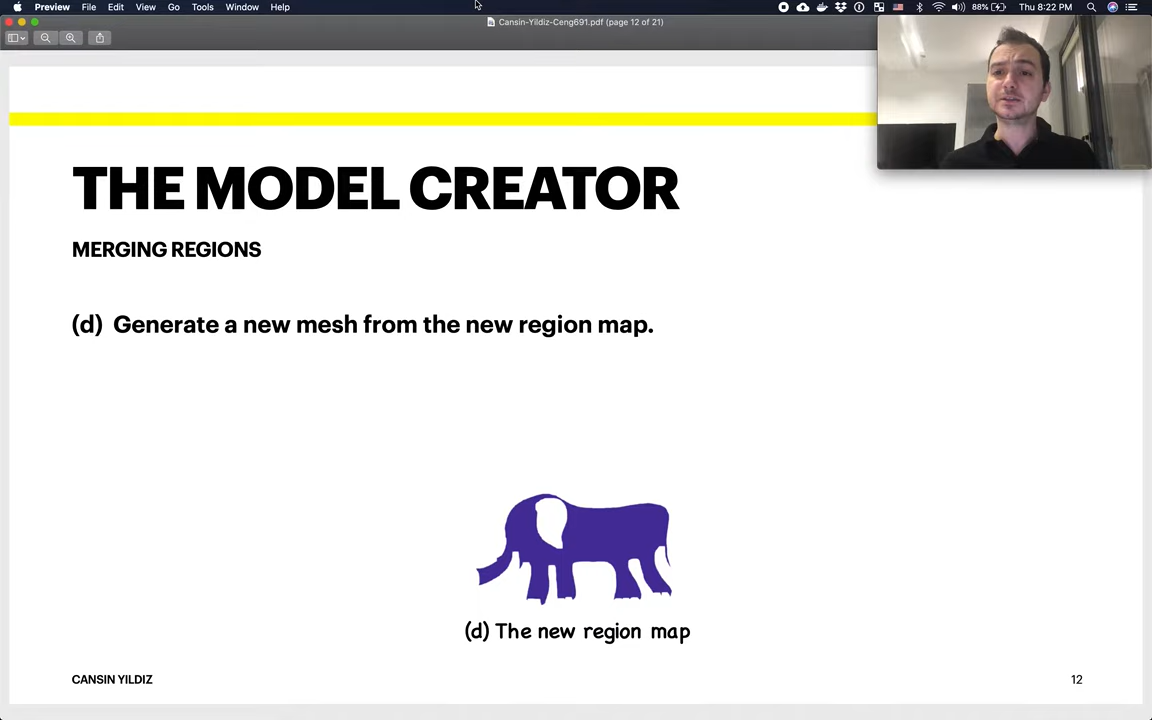 Preview File Edit View Go Tools Window Help
88% Thu 8:22 PM
Cansin-Yildiz-Ceng691.pdf (page 12 of 21)
THE MODEL CREATOR
MERGING REGIONS
(d) Generate a new mesh from the new region map.
(d) The new region map
CANSIN YILDIZ
12